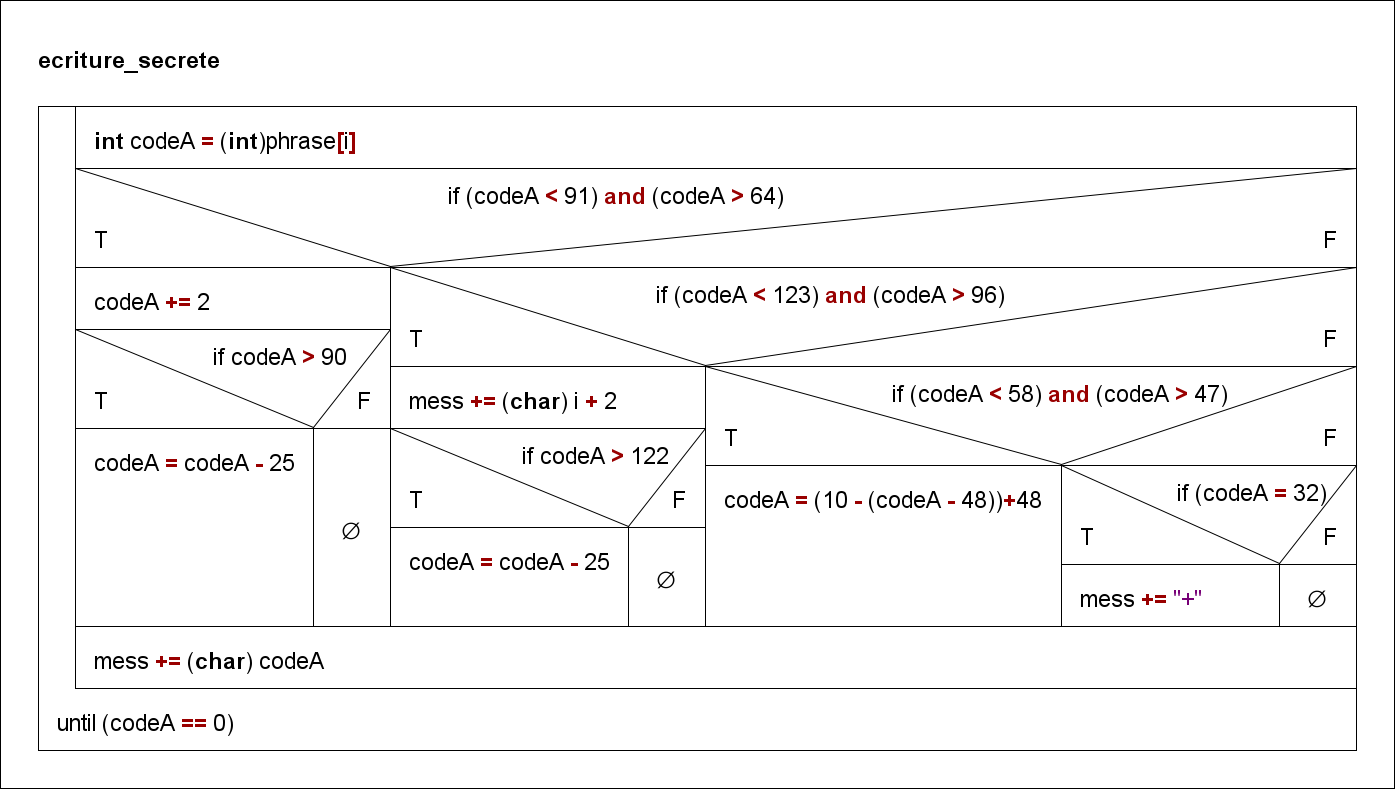 ecriture_secrete
int codeA = (int)phrase[i]
if (codeA < 91) and (codeA > 64)
T
F
codeA += 2
if (codeA < 123) and (codeA > 96)
T
F
if codeA > 90
T
F
mess += (char) i + 2
if (codeA < 58) and (codeA > 47)
T
F
codeA = codeA - 25
∅
if codeA > 122
T
F
codeA = (10 - (codeA - 48))+48
if (codeA = 32)
T
F
codeA = codeA - 25
∅
mess += "+"
∅
mess += (char) codeA
until (codeA == 0)